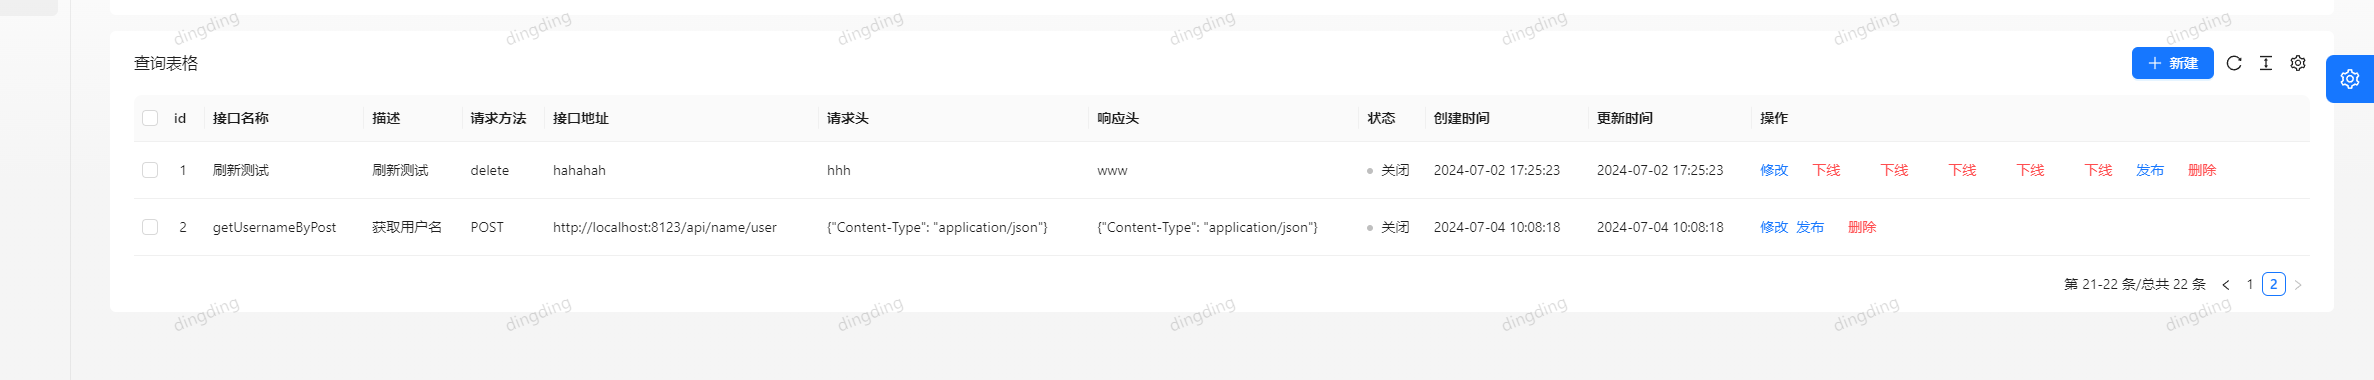 dingding dingding dingding dingding dingding dingding dingding
查询表格 新建
id 接口名称 描述 请求方法 接口地址 请求头 响应头 状态 创建时间 更新时间 操作
1 刷新测试 刷新测试 delete hahahah hhh www 关闭 2024-07-02 17:25:23 2024-07-02 17:25:23 修改 下线 下线 下线 下线 下线 发布 删除
2 getUsernameByPost 获取用户名 POST http://localhost:8123/api/name/user {"Content-Type": "application/json"} {"Content-Type": "application/json"} 关闭 2024-07-04 10:08:18 2024-07-04 10:08:18 修改 发布 删除
第 21-22 条/总共 22 条 < 1 2 >
dingding dingding dingding dingding dingding dingding dingding